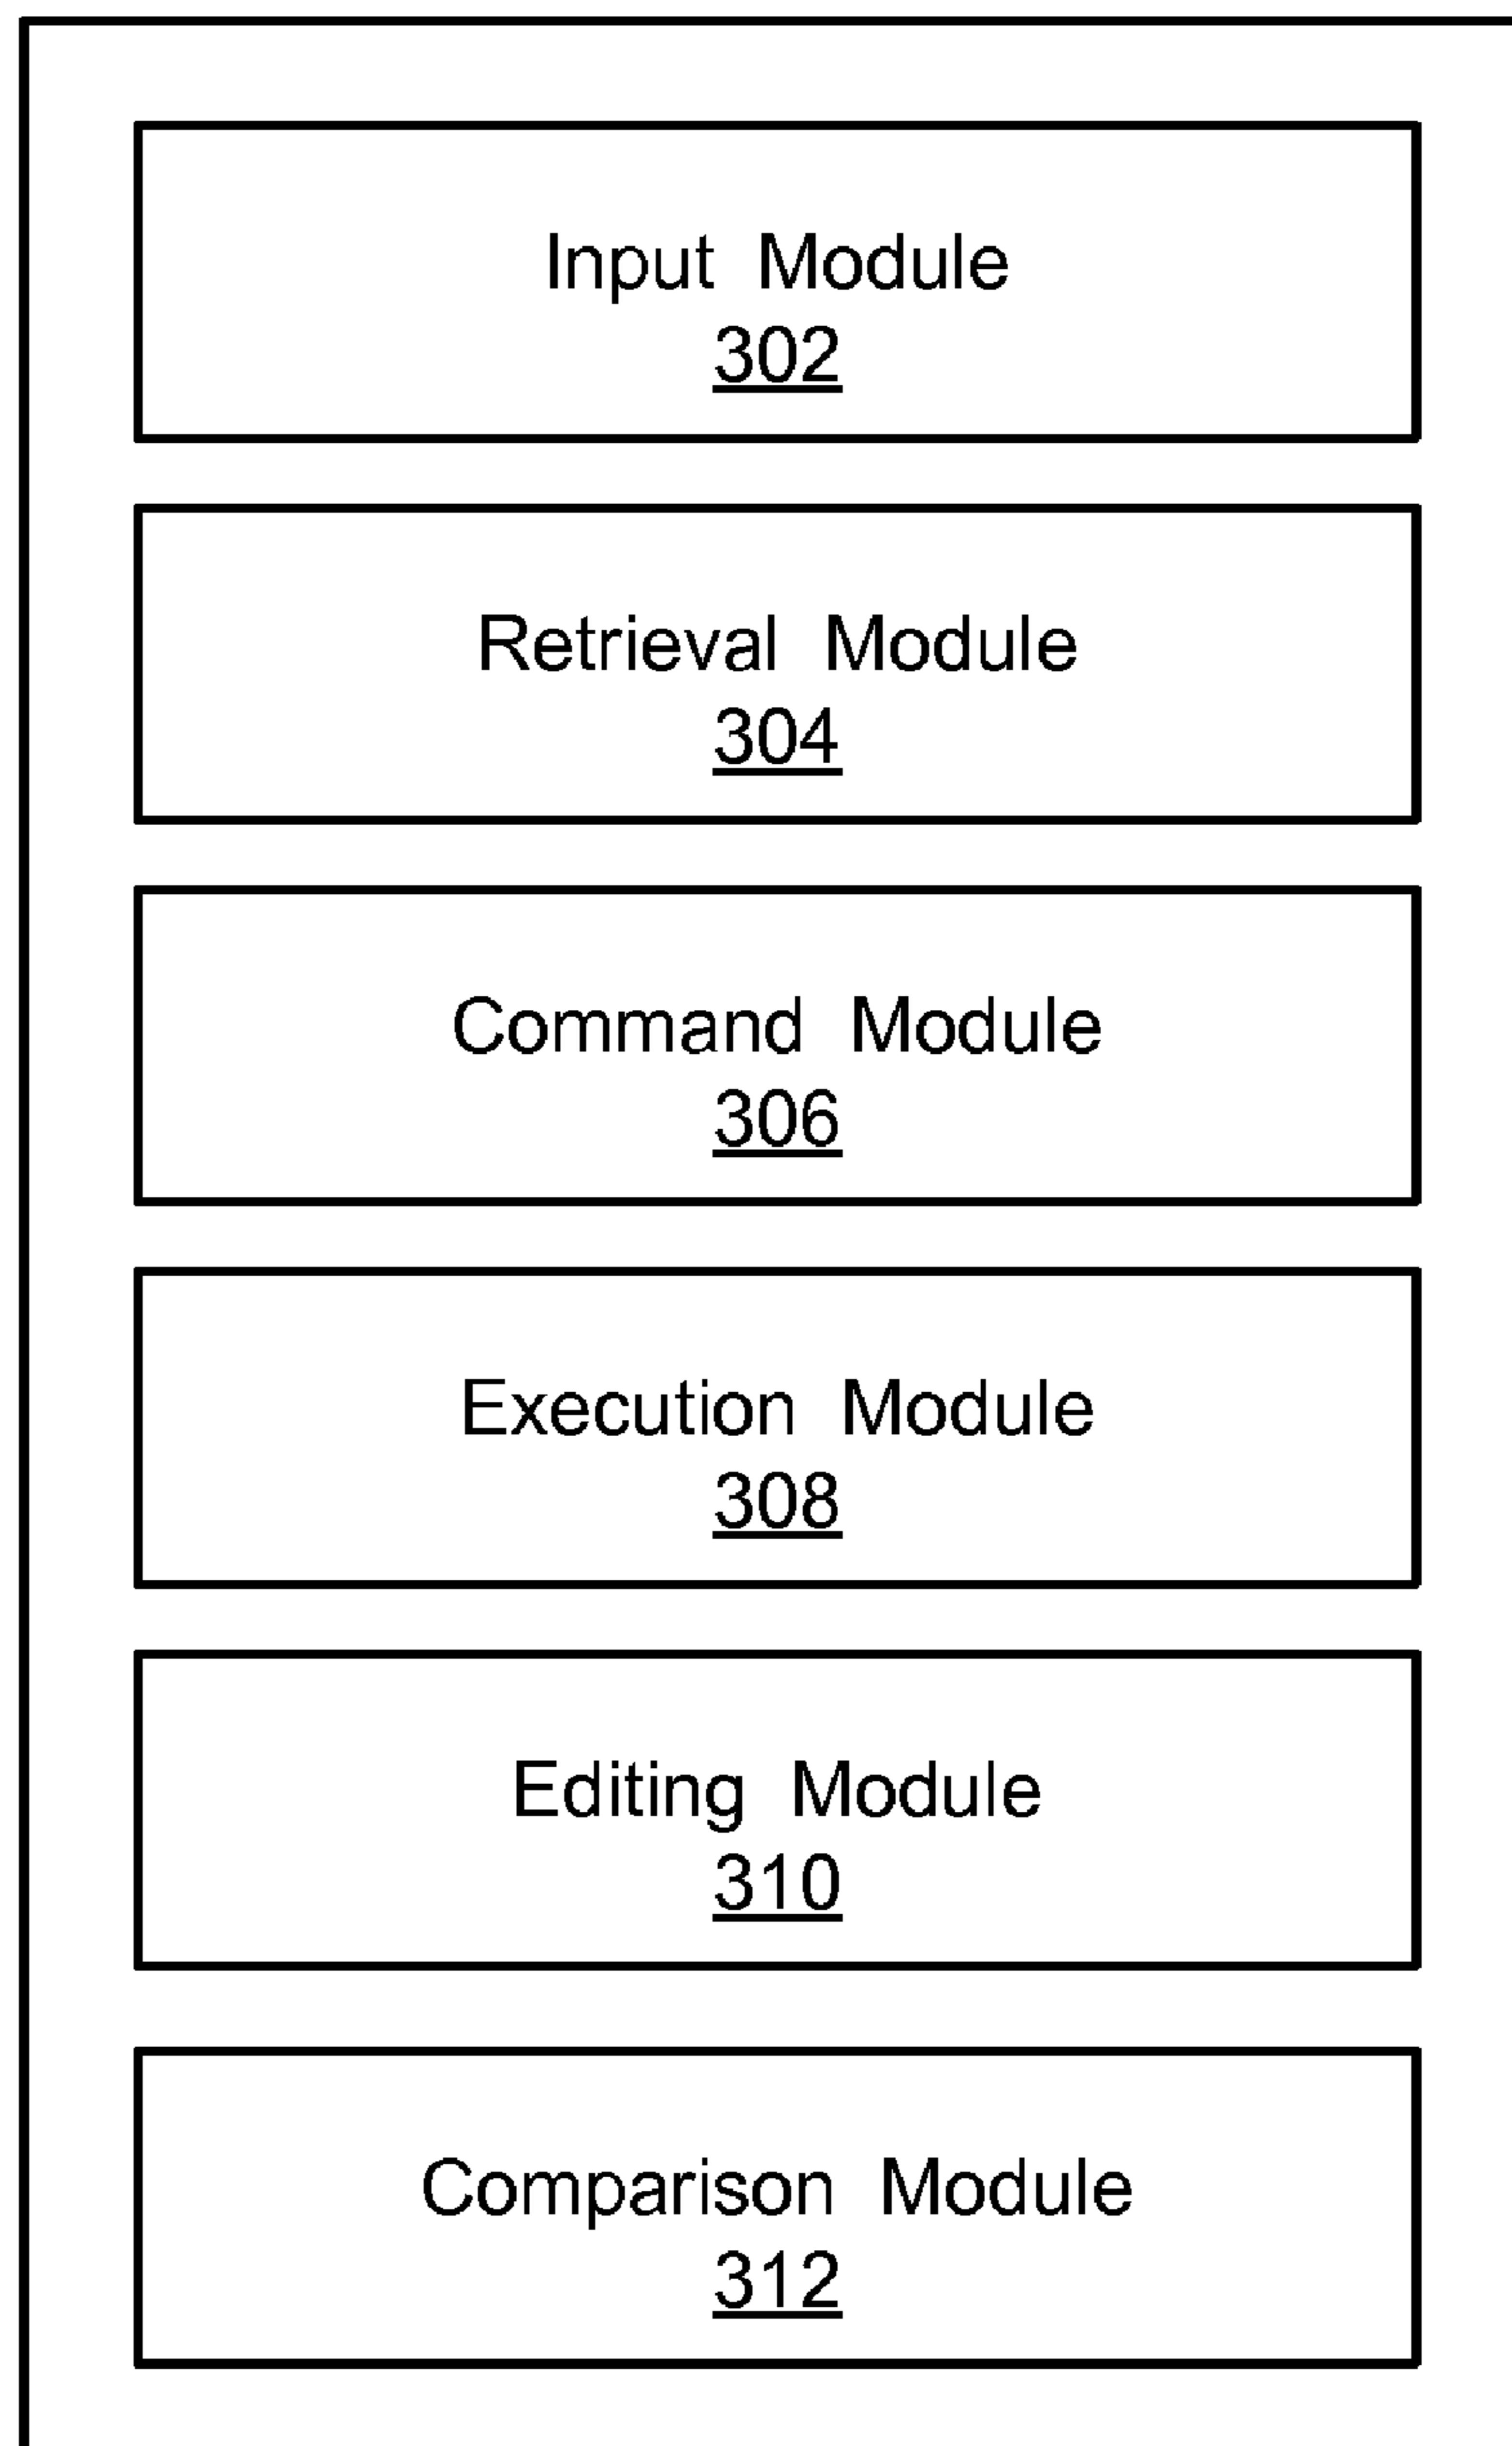 Input Module
302
Retrieval Module
304
Command Module
306
Execution Module
308
Editing Module
310
Comparison Module
312